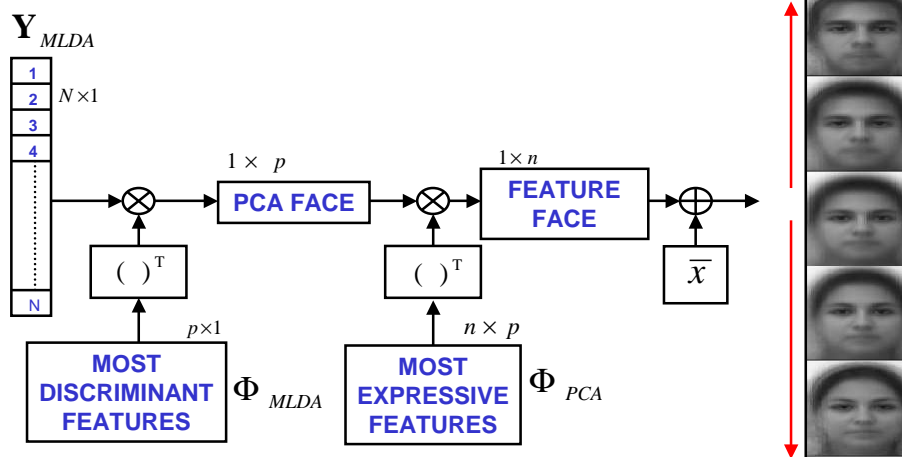 Y MLDA
1
2
3
4
N
N × 1
1 × p
PCA FACE
1 × n
FEATURE
FACE
( ) T
( ) T
x̄
p × 1
MOST
DISCRIMINANT
FEATURES
Φ MLDA
n × p
MOST
EXPRESSIVE
FEATURES
Φ PCA